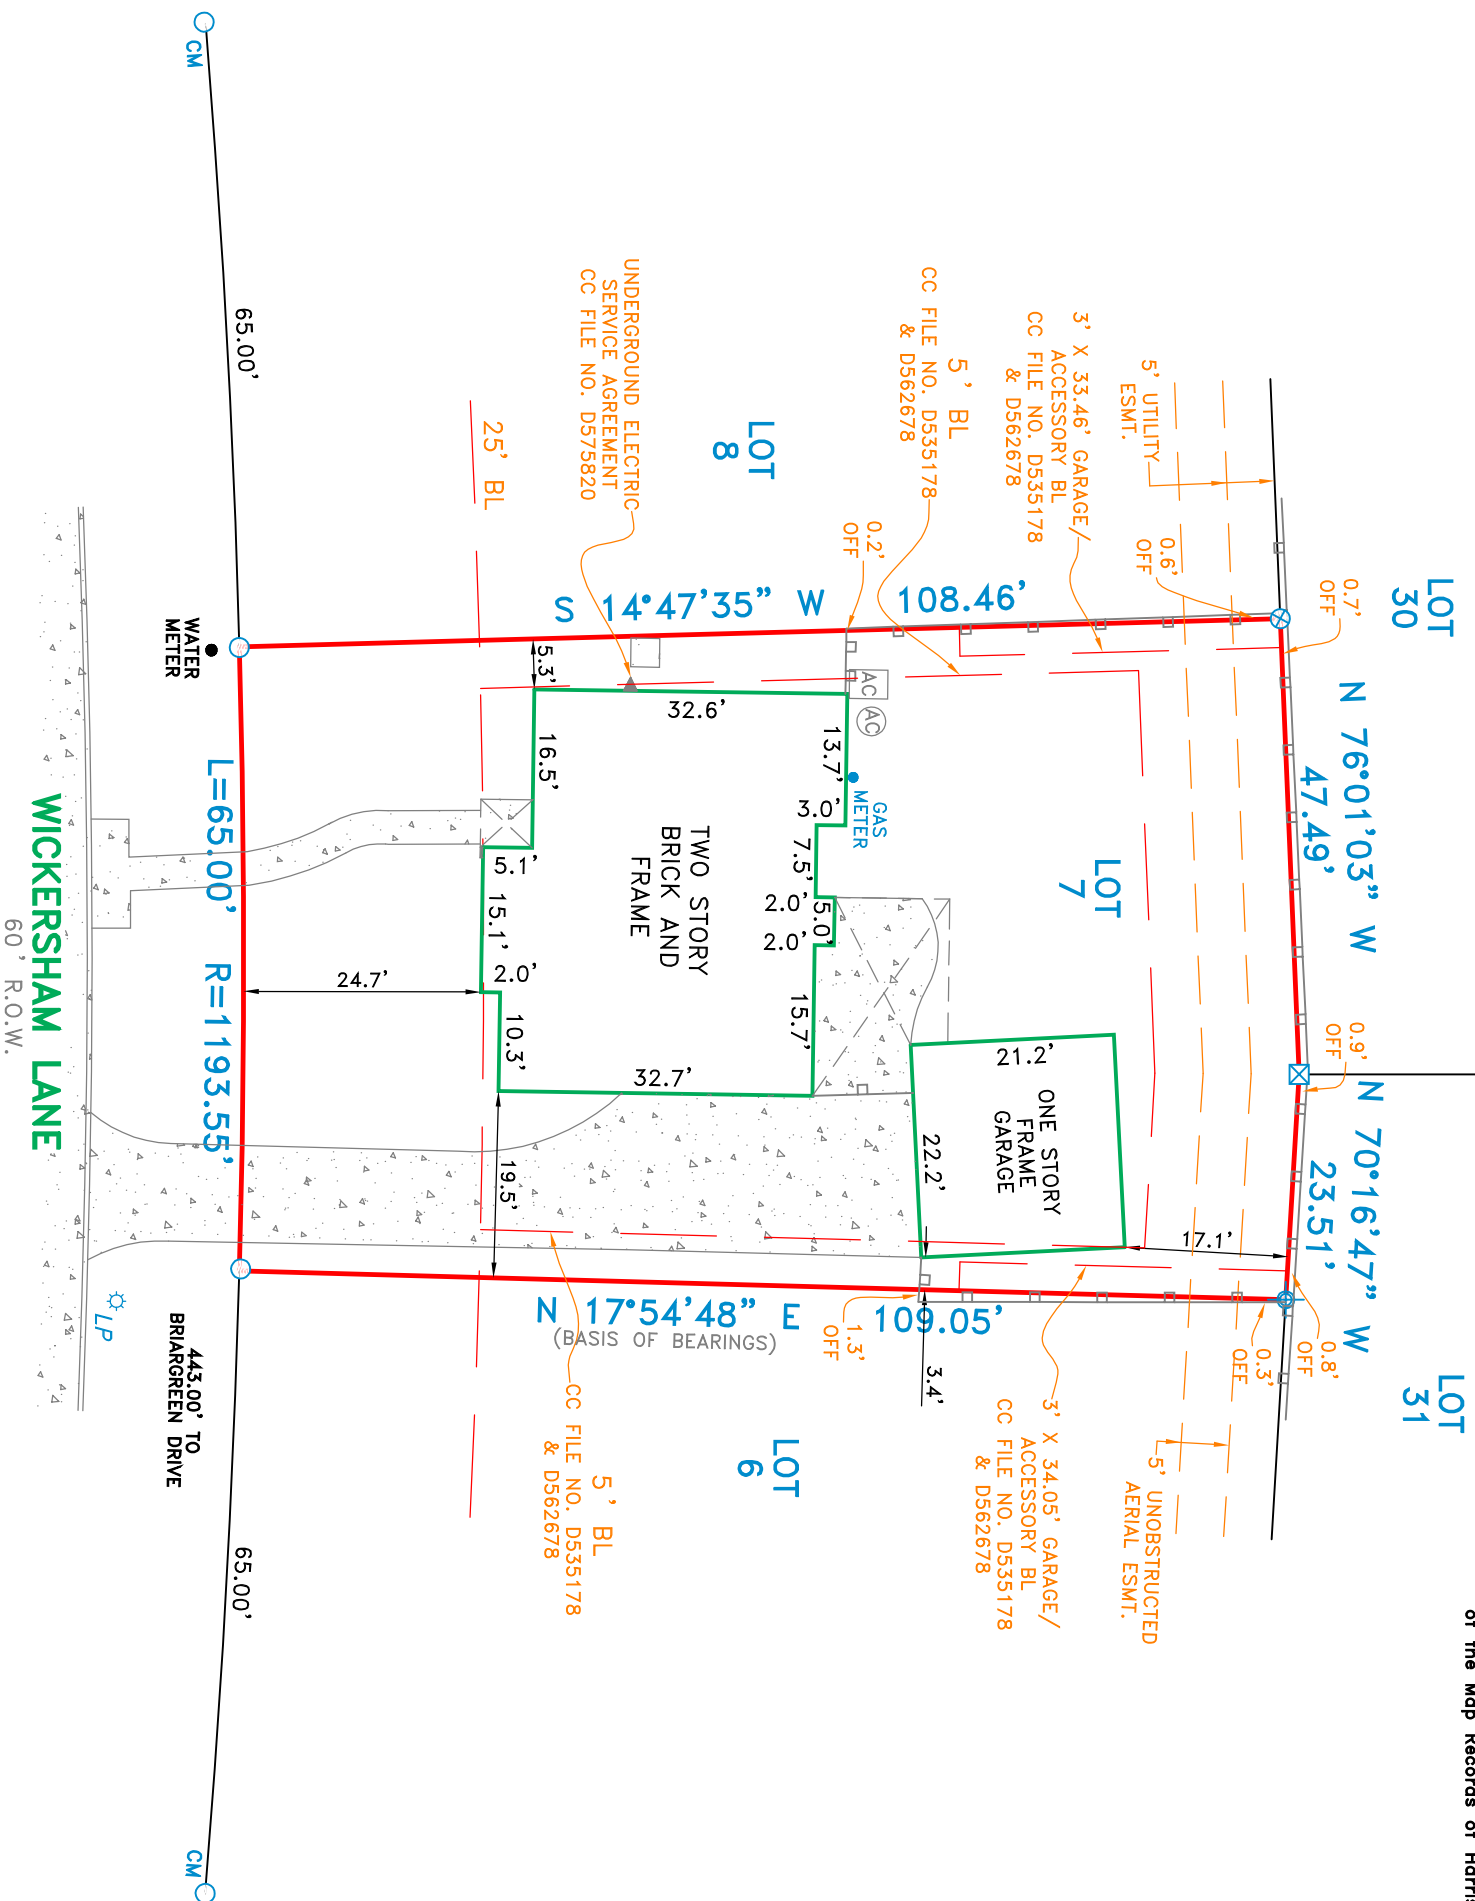 of the Map Records of Harris
LOT
30
LOT
31
N 76°01'03" W
47.49'
N 70°16'47" W
23.51'
0.7'
OFF
0.9'
OFF
0.8'
OFF
0.3'
OFF
0.6'
OFF
5' UTILITY
ESMT.
3' X 33.46' GARAGE/
ACCESSORY BL
CC FILE NO. D535178
& D562678
5' BL
CC FILE NO. D535178
& D562678
0.2'
OFF
UNDERGROUND ELECTRIC
SERVICE AGREEMENT
CC FILE NO. D575820
LOT
8
25' BL
S 14°47'35" W 108.46'
LOT
7
17.1'
21.2'
ONE STORY
FRAME
GARAGE
22.2'
AC
AC
GAS
METER
13.7'
3.0'
7.5'
2.0'
5.0'
2.0'
15.7'
32.6'
TWO STORY
BRICK AND
FRAME
32.7'
5.3'
16.5'
5.1'
15.1'
2.0'
10.3'
19.5'
24.7'
5' UNOBSTRUCTED
AERIAL ESMT.
3' X 34.05' GARAGE/
ACCESSORY BL
CC FILE NO. D535178
& D562678
3.4'
1.3'
OFF
N 17°54'48" E 109.05'
(BASIS OF BEARINGS)
LOT
6
5' BL
CC FILE NO. D535178
& D562678
CM
65.00'
WATER
METER
L=65.00' R=1193.55'
443.00' TO
BRIARGREEN DRIVE
LP
65.00'
CM
WICKERSHAM LANE
60' R.O.W.